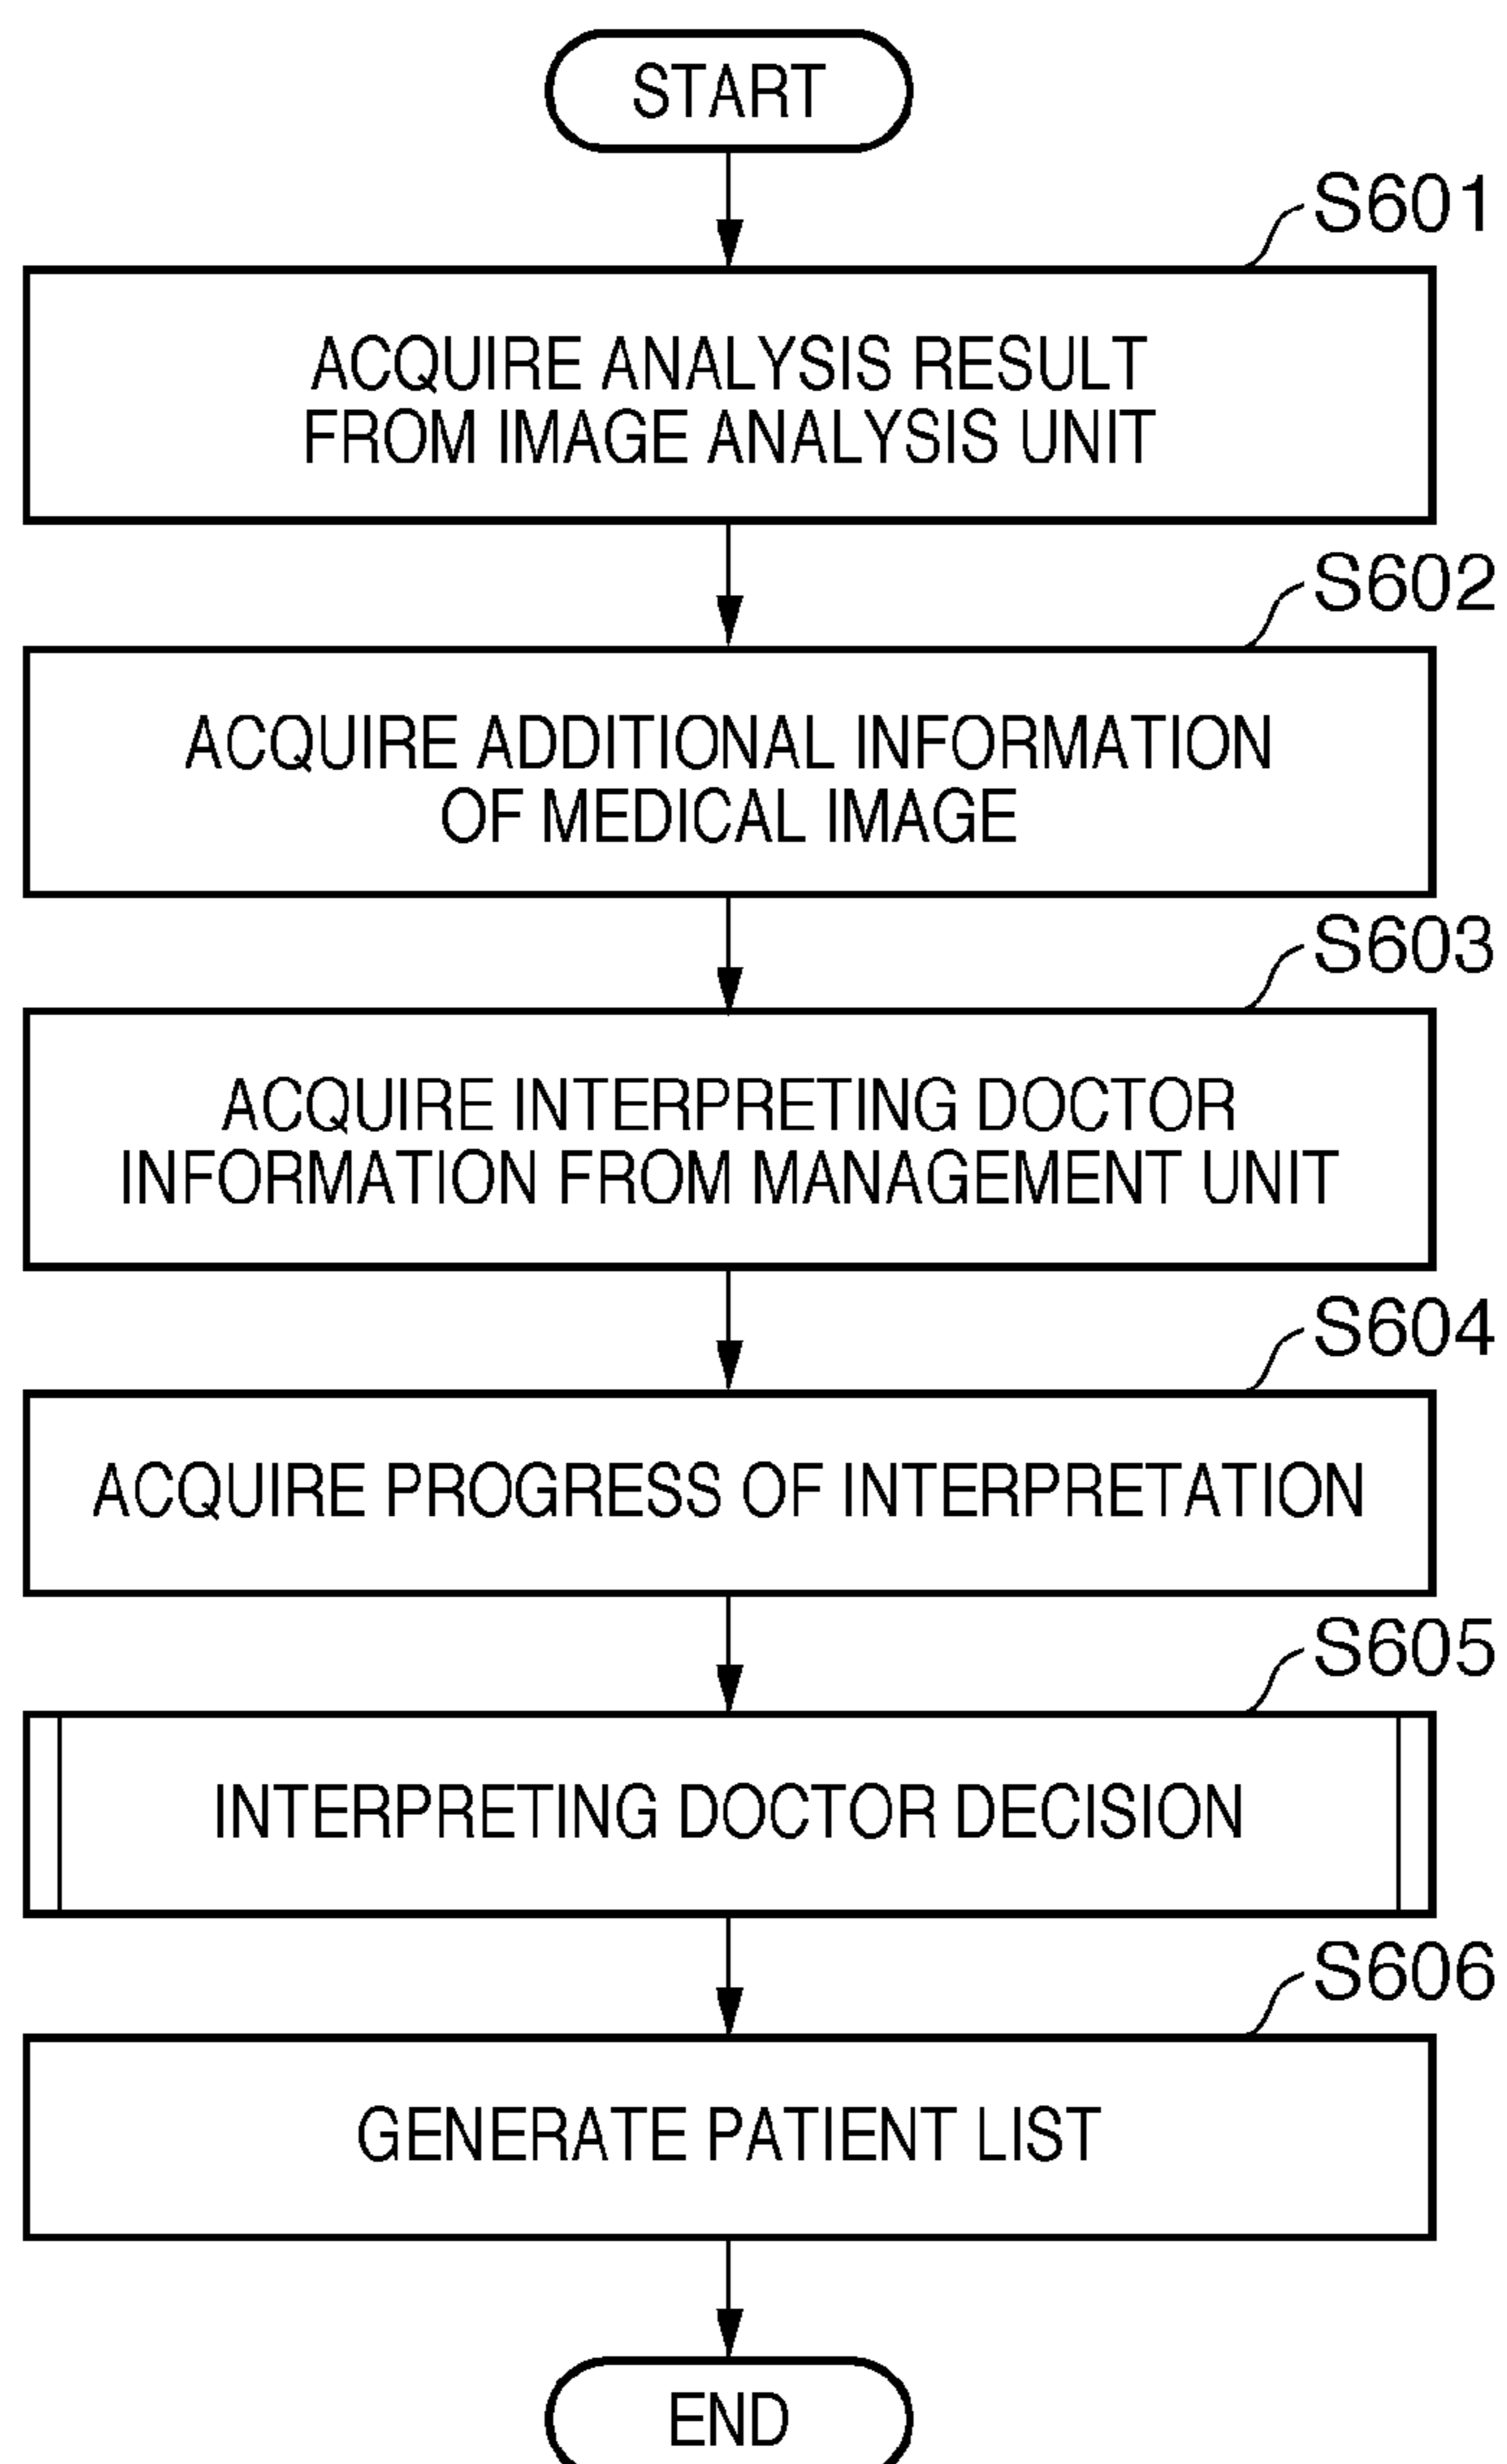 START
S601
ACQUIRE ANALYSIS RESULT
FROM IMAGE ANALYSIS UNIT
S602
ACQUIRE ADDITIONAL INFORMATION
OF MEDICAL IMAGE
S603
ACQUIRE INTERPRETING DOCTOR
INFORMATION FROM MANAGEMENT UNIT
S604
ACQUIRE PROGRESS OF INTERPRETATION
S605
INTERPRETING DOCTOR DECISION
S606
GENERATE PATIENT LIST
END